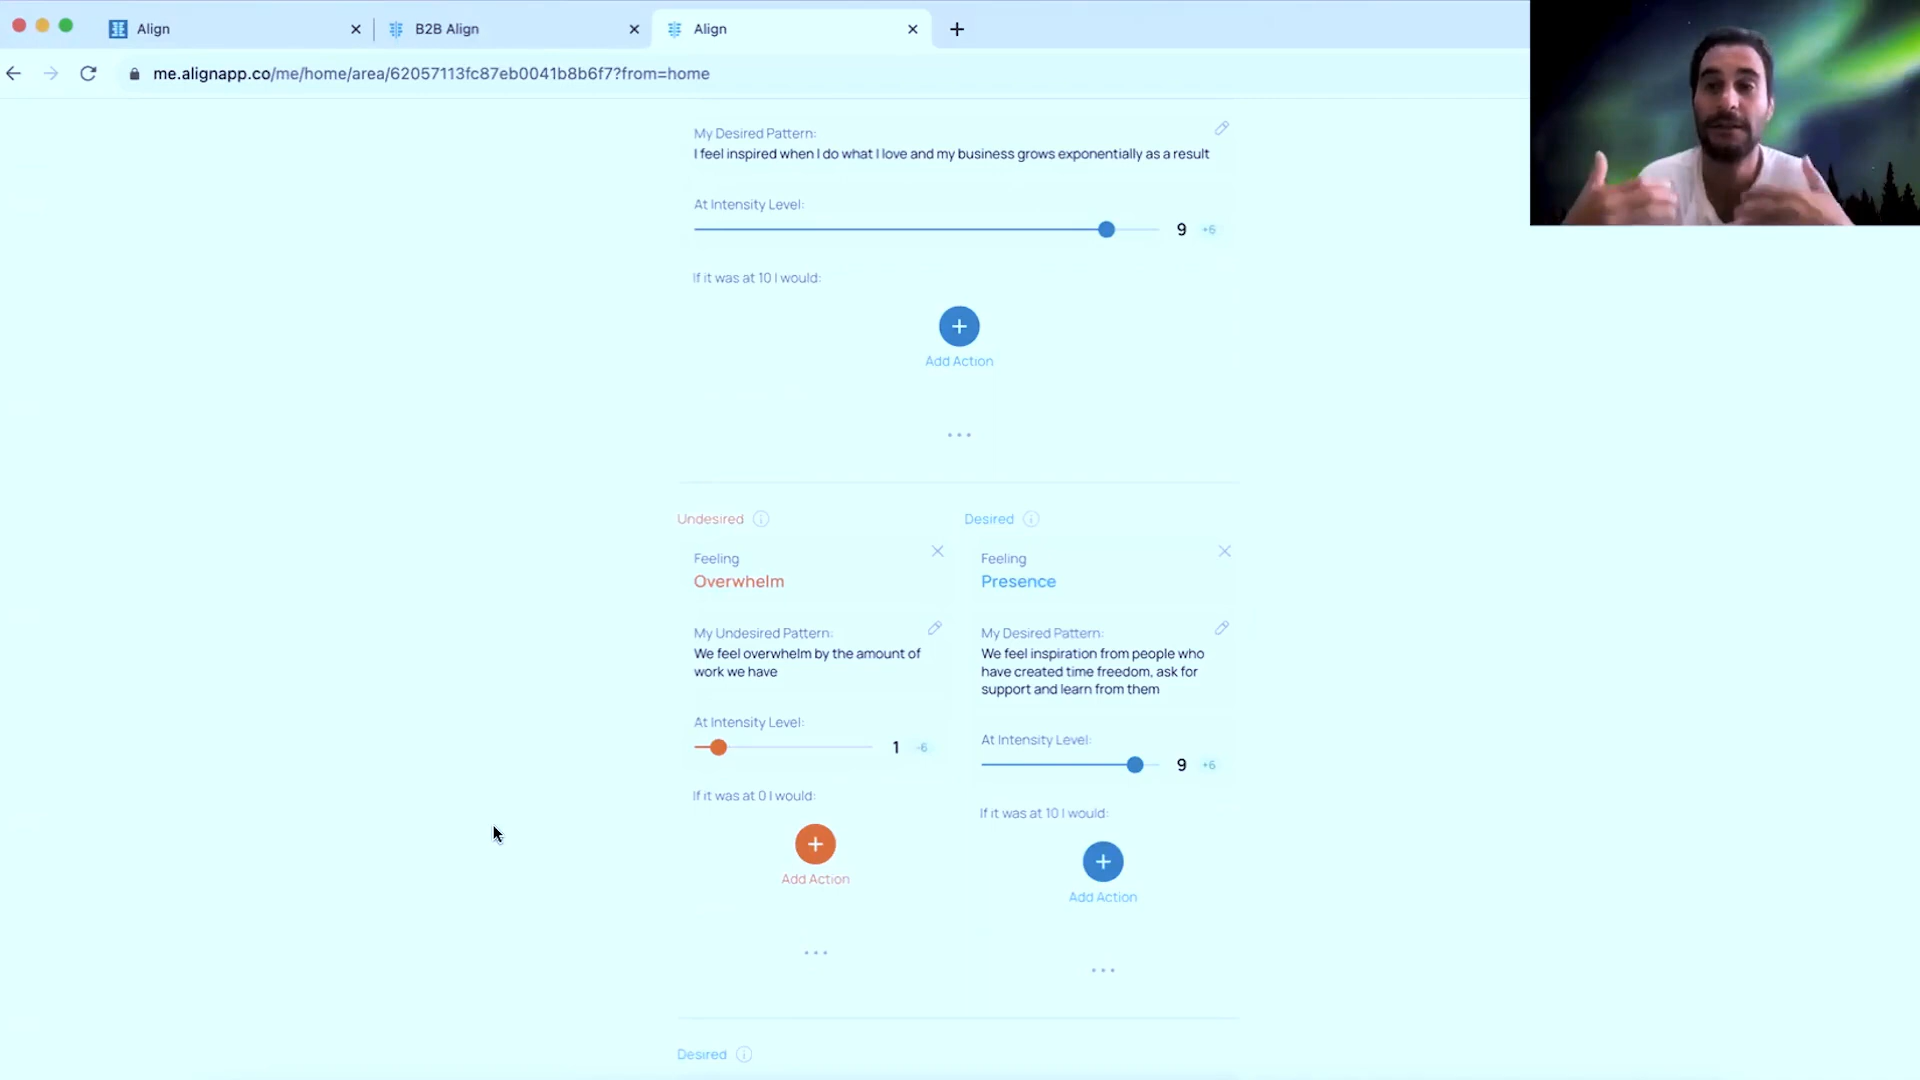 Align
B2B Align
Align
me.alignapp.co/me/home/area/62057113fc87eb0041b8b6f7?from=home
My Desired Pattern:
I feel inspired when I do what I love and my business grows exponentially as a result
At Intensity Level:
9 +6
If it was at 10 I would:
Add Action
Undesired
Desired
Feeling
Overwhelm
Feeling
Presence
My Undesired Pattern:
We feel overwhelm by the amount of
work we have
My Desired Pattern:
We feel inspiration from people who
have created time freedom, ask for
support and learn from them
At Intensity Level:
1 -6
At Intensity Level:
9 +6
If it was at 0 I would:
Add Action
If it was at 10 I would:
Add Action
Desired